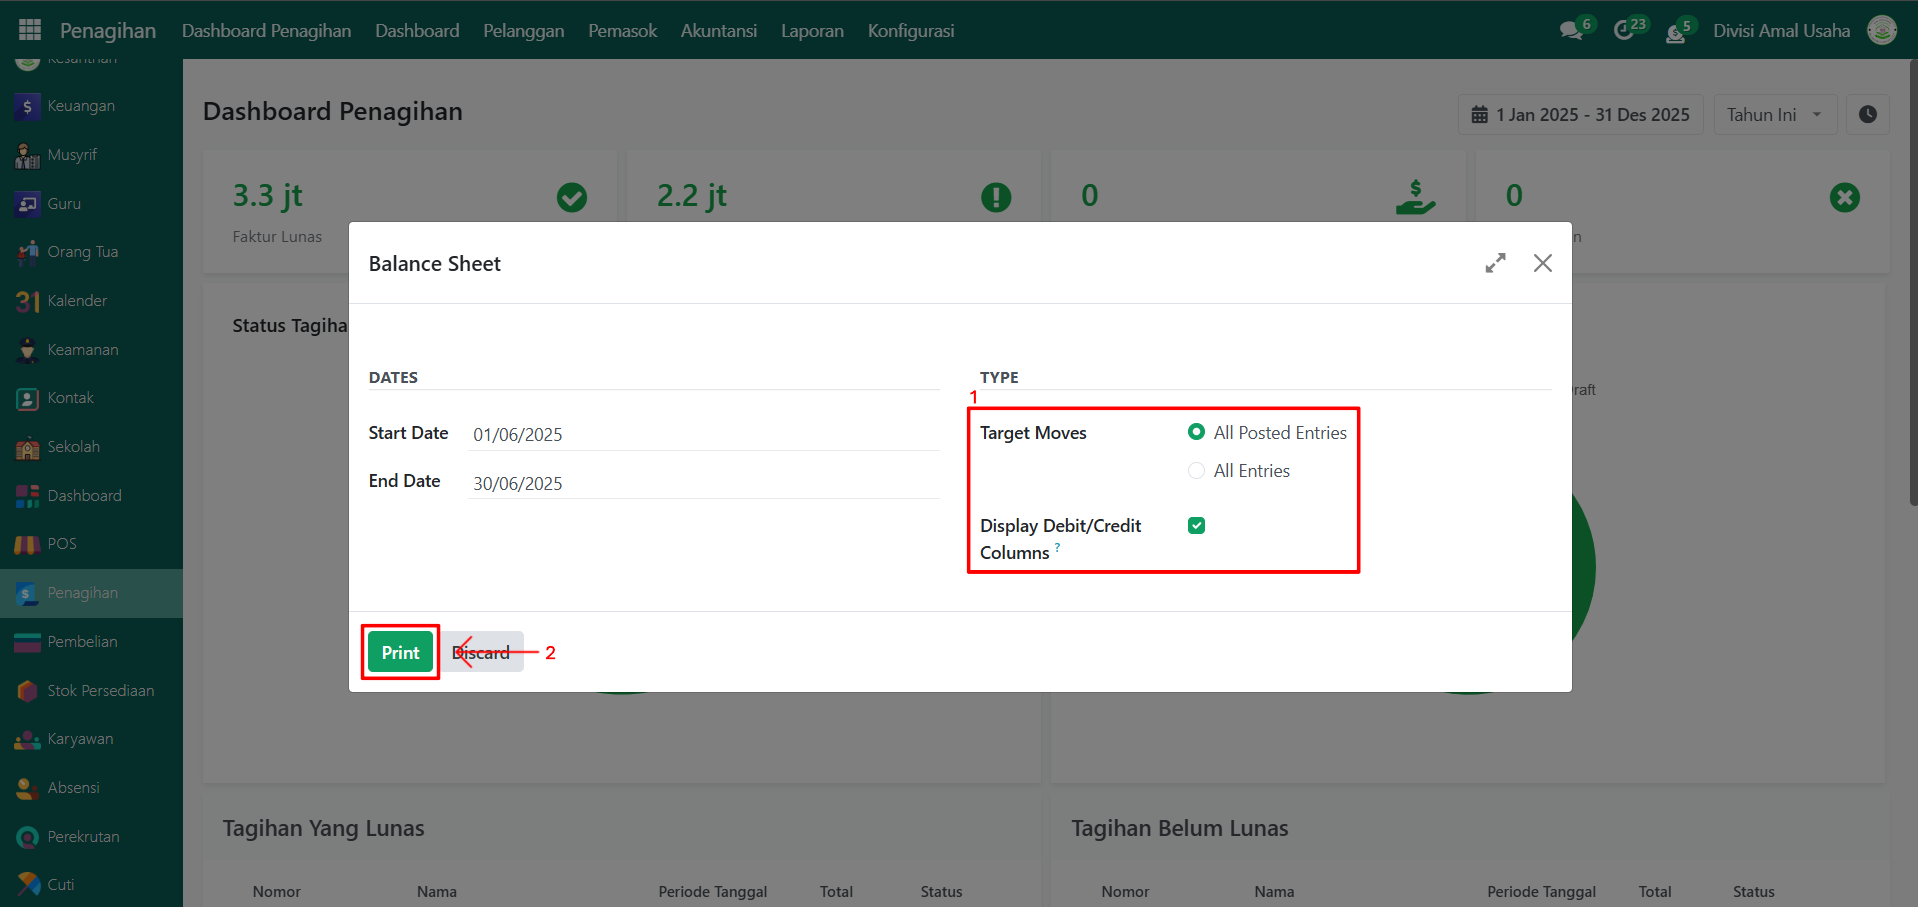 Penagihan Dashboard Penagihan Dashboard Pelanggan Pemasok Akuntansi Laporan Konfigurasi 6 23 5 Divisi Amal Usaha
Kesantrian
Keuangan
Musyrif
Guru
Orang Tua
31 Kalender
Keamanan
Kontak
Sekolah
Dashboard
POS
Penagihan
Pembelian
Stok Persediaan
Karyawan
Absensi
Perekrutan
Cuti
Dashboard Penagihan
1 Jan 2025 - 31 Des 2025 Tahun Ini
3.3 jt
Faktur Lunas
2.2 jt
0
0
n
Status Tagiha
raft
Balance Sheet
DATES
Start Date 01/06/2025
End Date 30/06/2025
TYPE
1
Target Moves All Posted Entries
All Entries
Display Debit/Credit
Columns ?
Print Discard 2
Tagihan Yang Lunas
Nomor Nama Periode Tanggal Total Status
Tagihan Belum Lunas
Nomor Nama Periode Tanggal Total Status